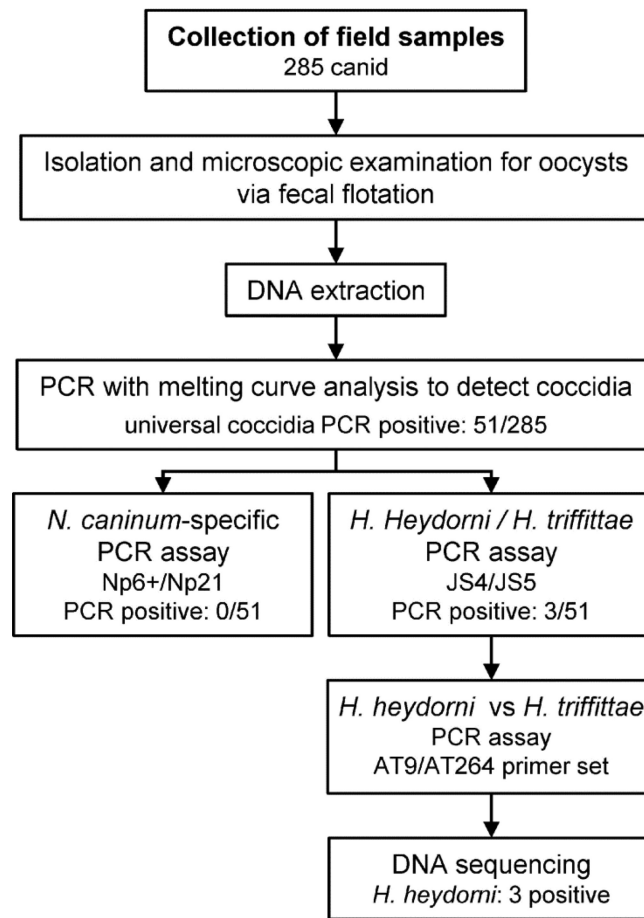 Collection of field samples
285 canid
Isolation and microscopic examination for oocysts
via fecal flotation
DNA extraction
PCR with melting curve analysis to detect coccidia
universal coccidia PCR positive: 51/285
N. caninum-specific
PCR assay
Np6+/Np21
PCR positive: 0/51
H. Heydorni / H. triffittae
PCR assay
JS4/JS5
PCR positive: 3/51
H. heydorni vs H. triffittae
PCR assay
AT9/AT264 primer set
DNA sequencing
H. heydorni: 3 positive